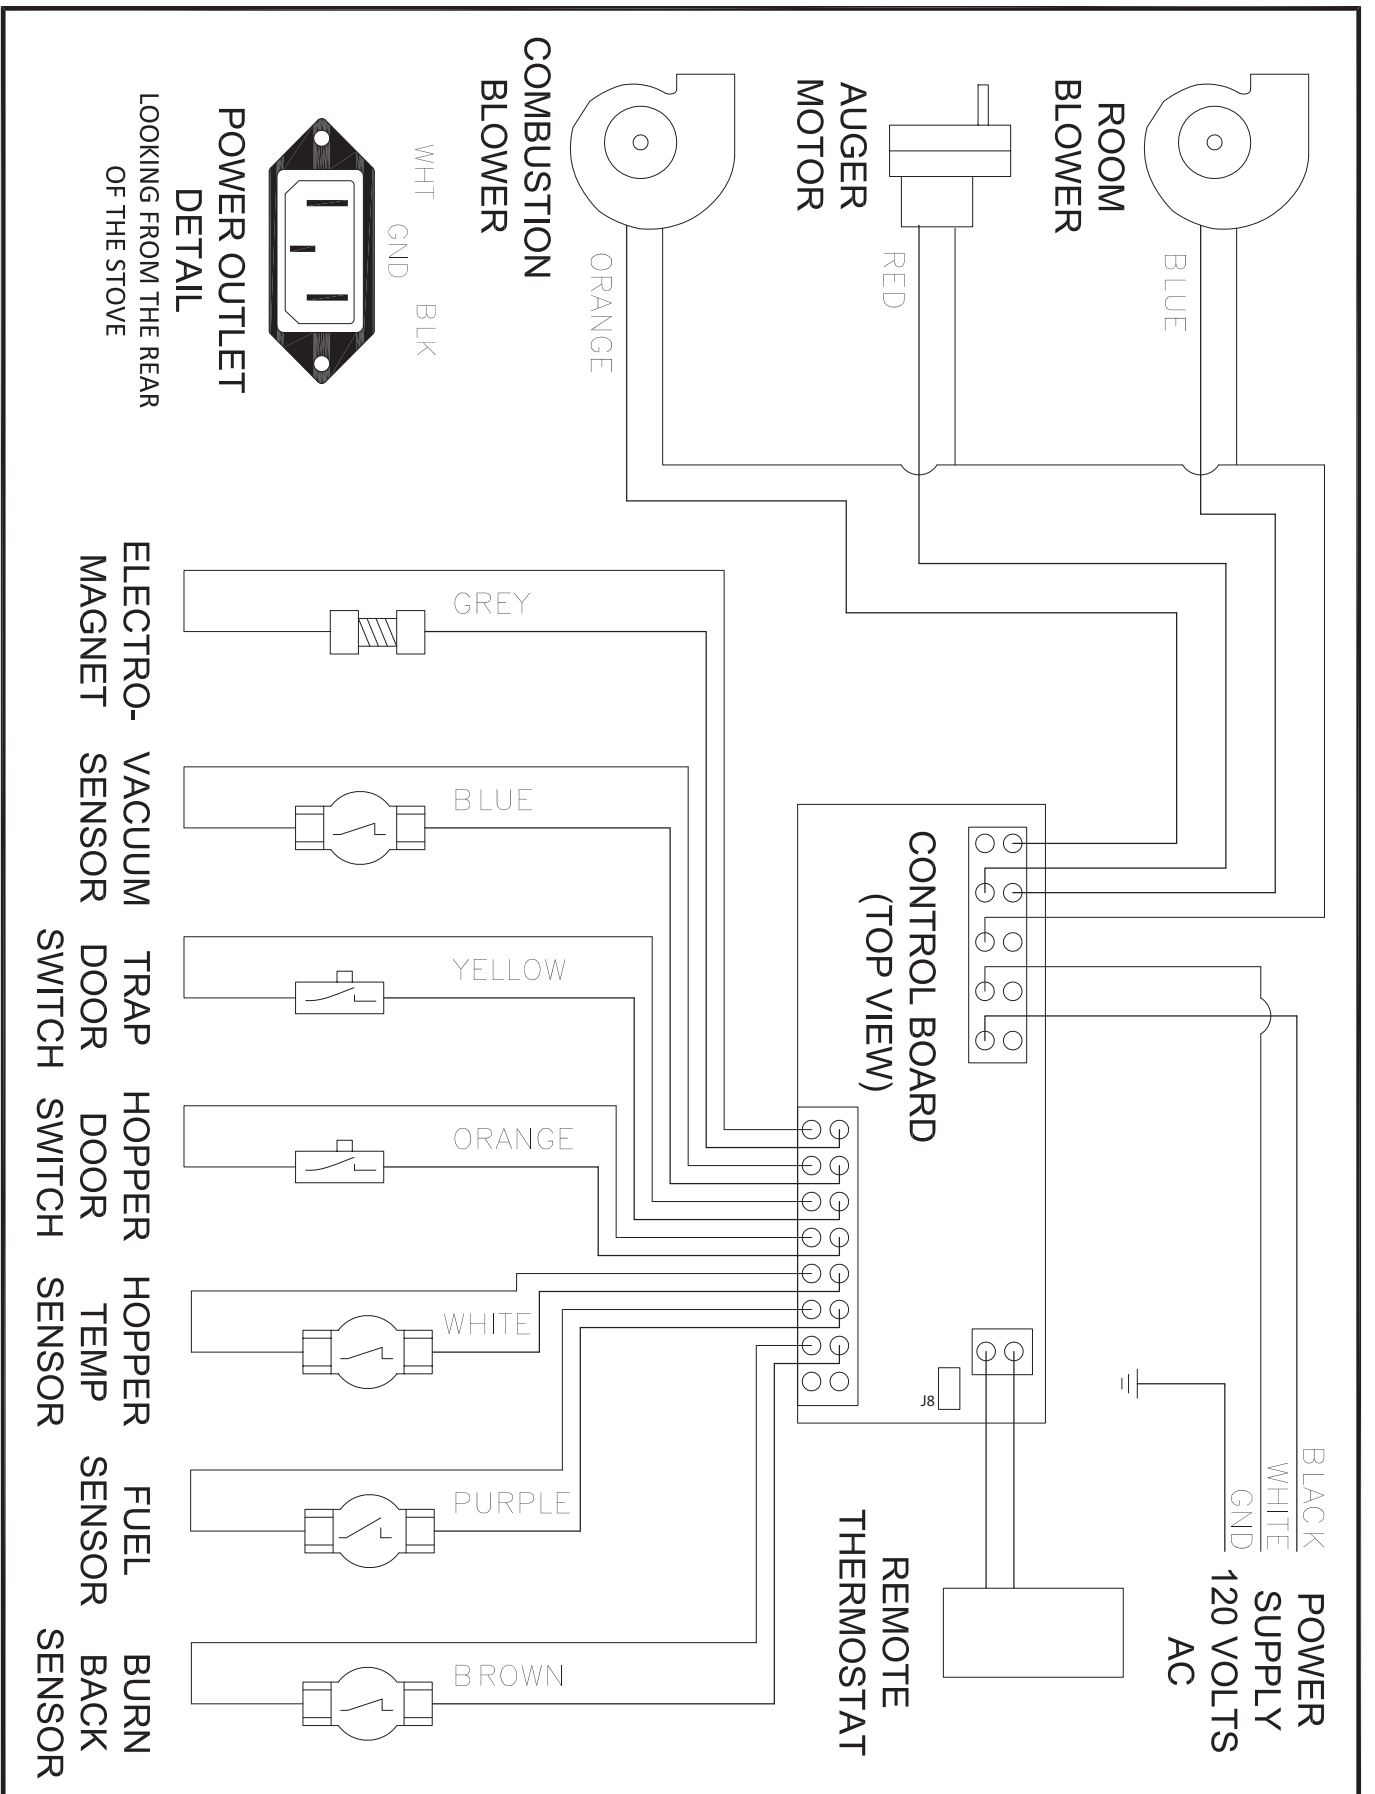 POWER
SUPPLY
120 VOLTS
AC
BLACK
WHITE
GND
ROOM
BLOWER
BLUE
AUGER
MOTOR
RED
COMBUSTION
BLOWER
ORANGE
CONTROL BOARD
(TOP VIEW)
J8
REMOTE
THERMOSTAT
WHT
GND
BLK
POWER OUTLET
DETAIL
LOOKING FROM THE REAR
OF THE STOVE
GREY
BLUE
YELLOW
ORANGE
WHITE
PURPLE
BROWN
ELECTRO-
MAGNET
VACUUM
SENSOR
TRAP
DOOR
SWITCH
HOPPER
DOOR
SWITCH
HOPPER
TEMP
SENSOR
FUEL
SENSOR
BURN
BACK
SENSOR